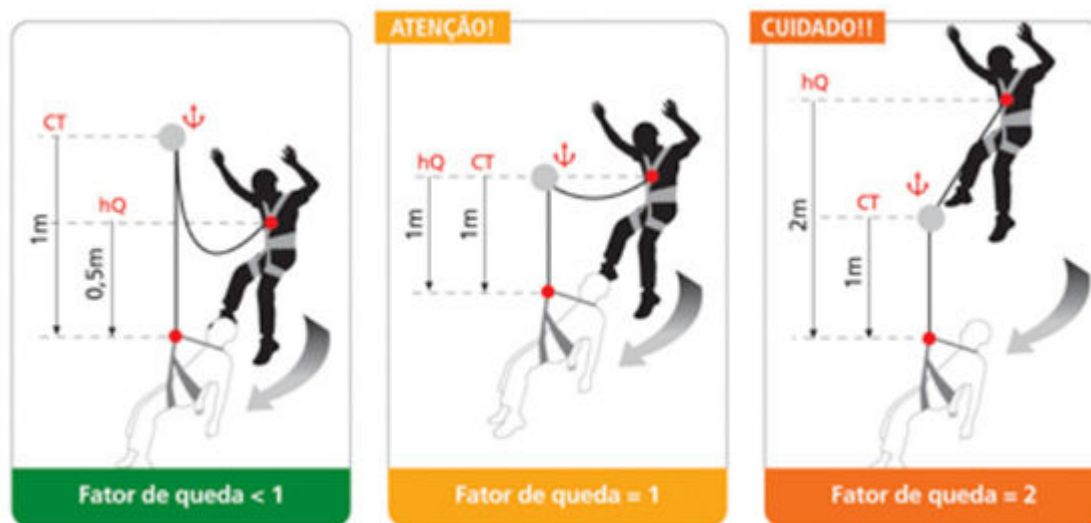 CT
hQ
1m
0,5m
Fator de queda < 1
ATENÇÃO!
hQ CT
1m 1m
Fator de queda = 1
CUIDADO!!
hQ
CT
2m
1m
Fator de queda = 2